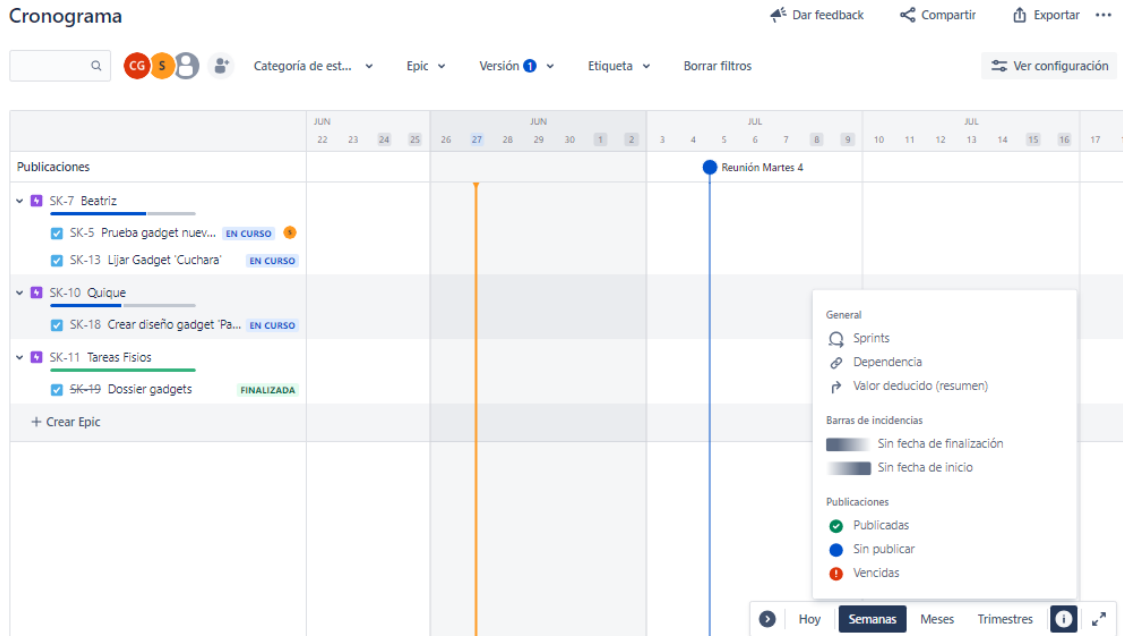 Cronograma
Dar feedback
Compartir
Exportar
CG
S
Categoría de est...
Epic
Versión 1
Etiqueta
Borrar filtros
Ver configuración
JUN JUN JUL JUL
22 23 24 25 26 27 28 29 30 1 2 3 4 5 6 7 8 9 10 11 12 13 14 15 16 17
Publicaciones
Reunión Martes 4
SK-7 Beatriz
SK-5 Prueba gadget nuev... EN CURSO S
SK-13 Lijar Gadget 'Cuchara' EN CURSO
SK-10 Quique
SK-18 Crear diseño gadget 'Pa... EN CURSO
SK-11 Tareas Fisios
SK-19 Dossier gadgets FINALIZADA
+ Crear Epic
General
Sprints
Dependencia
Valor deducido (resumen)
Barras de incidencias
Sin fecha de finalización
Sin fecha de inicio
Publicaciones
Publicadas
Sin publicar
Vencidas
Hoy
Semanas
Meses
Trimestres